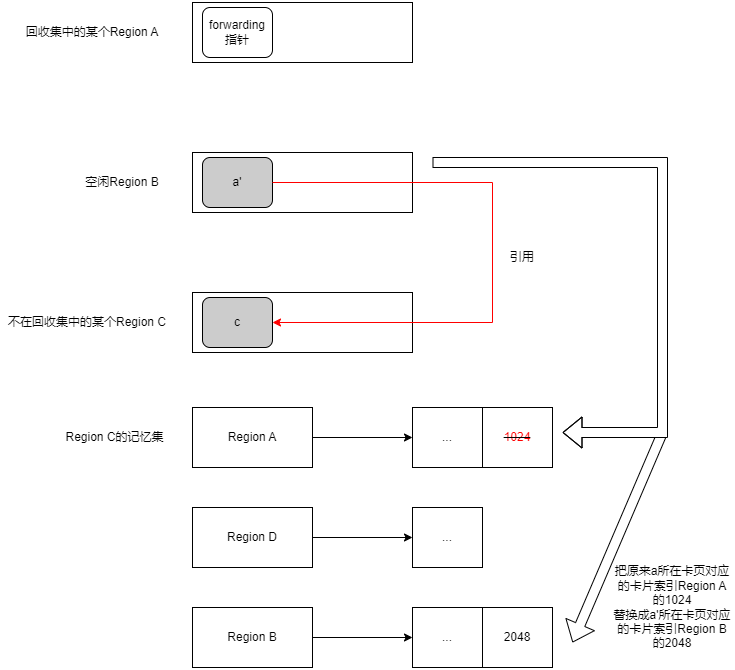 回收集中的某个Region A
forwarding
指针
空闲Region B
a'
引用
不在回收集中的某个Region C
c
Region C的记忆集
Region A
...
1024
Region D
...
把原来a所在卡页对应
的卡片索引Region A
的1024
替换成a'所在卡页对应
的卡片索引Region B
的2048
Region B
...
2048